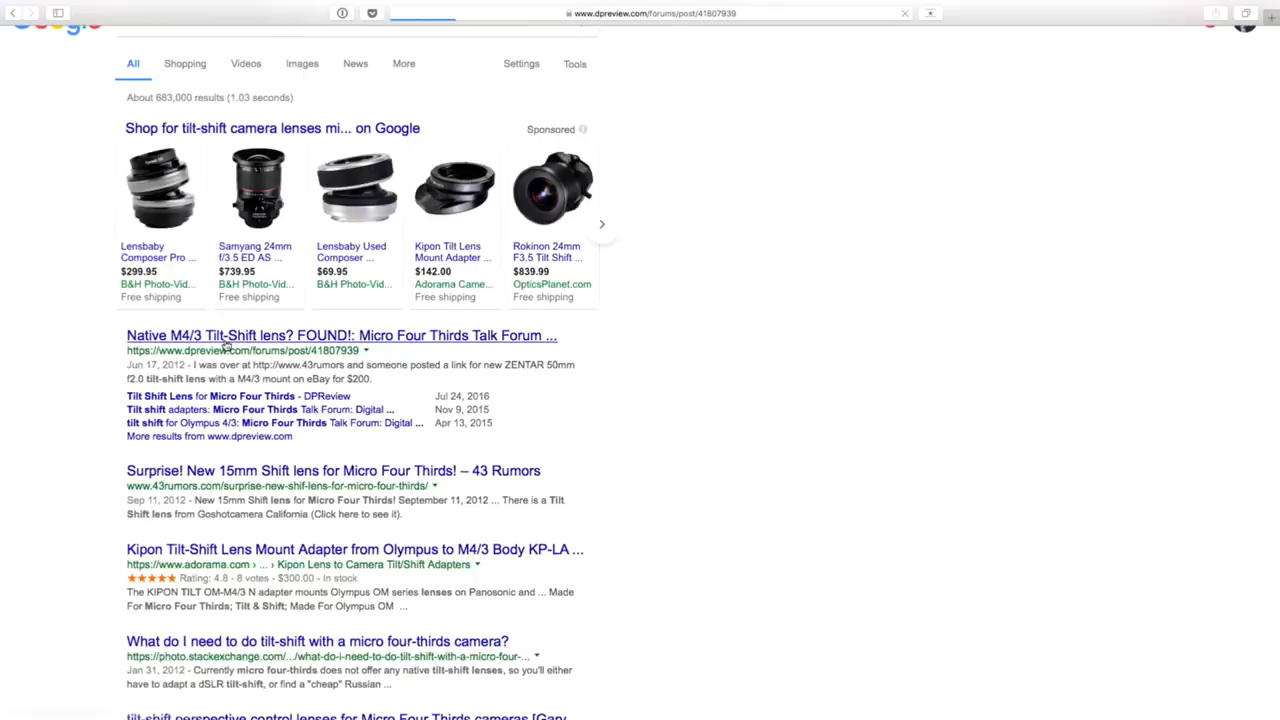 www.dpreview.com/forums/post/41807939
Google
All Shopping Videos Images News More Settings Tools
About 683,000 results (1.03 seconds)
Shop for tilt-shift camera lenses mi... on Google Sponsored
Lensbaby Composer Pro ...
$299.95
B&H Photo-Vid...
Free shipping
Samyang 24mm f/3.5 ED AS ...
$739.95
B&H Photo-Vid...
Free shipping
Lensbaby Used Composer ...
$69.95
B&H Photo-Vid...
Kipon Tilt Lens Mount Adapter ...
$142.00
Adorama Came...
Free shipping
Rokinon 24mm F3.5 Tilt Shift ...
$839.99
OpticsPlanet.com
Free shipping
Native M4/3 Tilt-Shift lens? FOUND!: Micro Four Thirds Talk Forum ...
https://www.dpreview.com/forums/post/41807939
Jun 17, 2012 - I was over at http://www.43rumors and someone posted a link for new ZENTAR 50mm
f2.0 tilt-shift lens with a M4/3 mount on eBay for $200.
Tilt Shift Lens for Micro Four Thirds - DPReview Jul 24, 2016
Tilt shift adapters: Micro Four Thirds Talk Forum: Digital ... Nov 9, 2015
tilt shift for Olympus 4/3: Micro Four Thirds Talk Forum: Digital ... Apr 13, 2015
More results from www.dpreview.com
Surprise! New 15mm Shift lens for Micro Four Thirds! – 43 Rumors
www.43rumors.com/surprise-new-shif-lens-for-micro-four-thirds/
Sep 11, 2012 - New 15mm Shift lens for Micro Four Thirds! September 11, 2012 ... There is a Tilt
Shift lens from Goshotcamera California (Click here to see it).
Kipon Tilt-Shift Lens Mount Adapter from Olympus to M4/3 Body KP-LA ...
https://www.adorama.com › ... › Kipon Lens to Camera Tilt/Shift Adapters
★★★★★ Rating: 4.8 - 8 votes - $300.00 - In stock
The KIPON TILT OM-M4/3 N adapter mounts Olympus OM series lenses on Panosonic and ... Made
For Micro Four Thirds; Tilt & Shift; Made For Olympus OM ...
What do I need to do tilt-shift with a micro four-thirds camera?
https://photo.stackexchange.com/.../what-do-i-need-to-do-tilt-shift-with-a-micro-four-...
Jan 31, 2012 - Currently micro four-thirds does not offer any native tilt-shift lenses, so you'll either
have to adapt a dSLR tilt-shift, or find a "cheap" Russian ...
tilt-shift perspective control lenses for Micro Four Thirds cameras [Gary